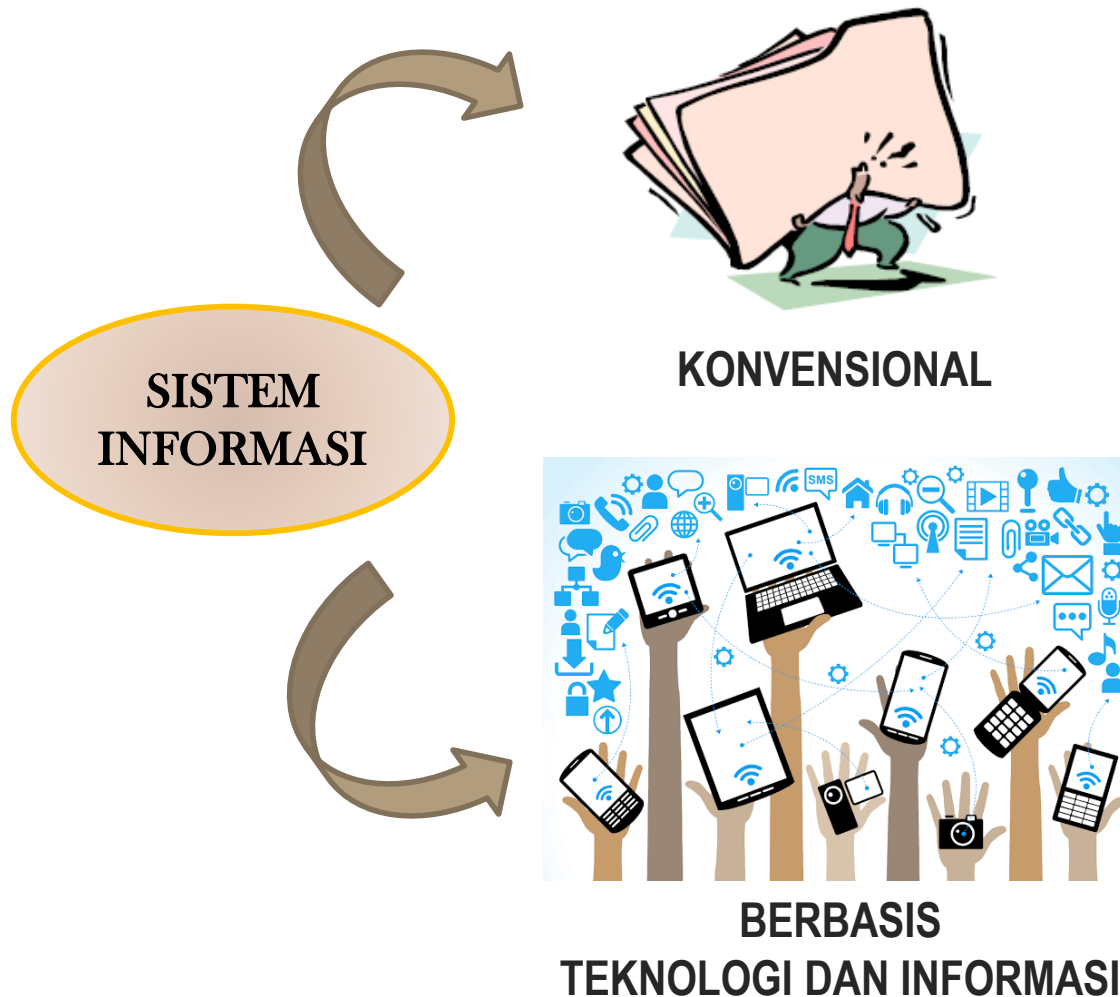 SISTEM
INFORMASI
KONVENSIONAL
SMS
BERBASIS
TEKNOLOGI DAN INFORMASI